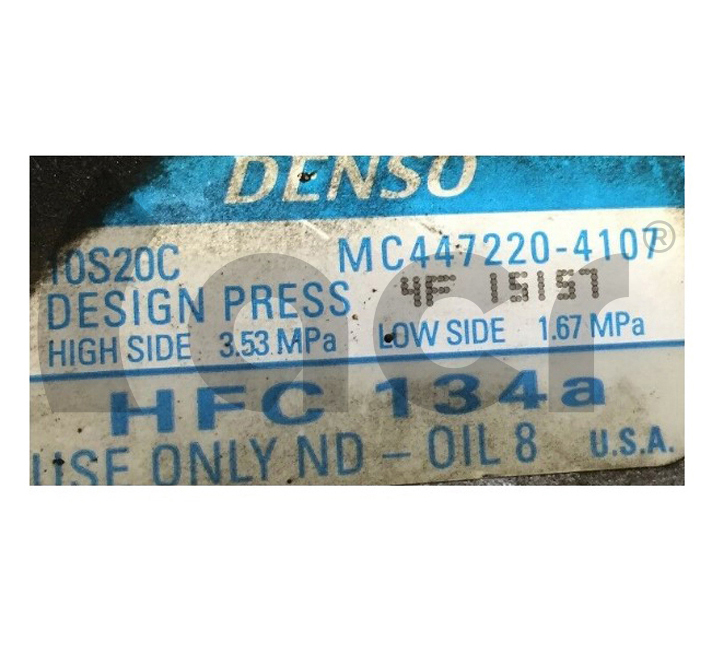 DENSO
10S20C MC447220-4107
DESIGN PRESS 4F 15157
HIGH SIDE 3.53 MPa LOW SIDE 1.67 MPa
HFC 134a
USE ONLY ND-OIL 8 U.S.A.
acr ®